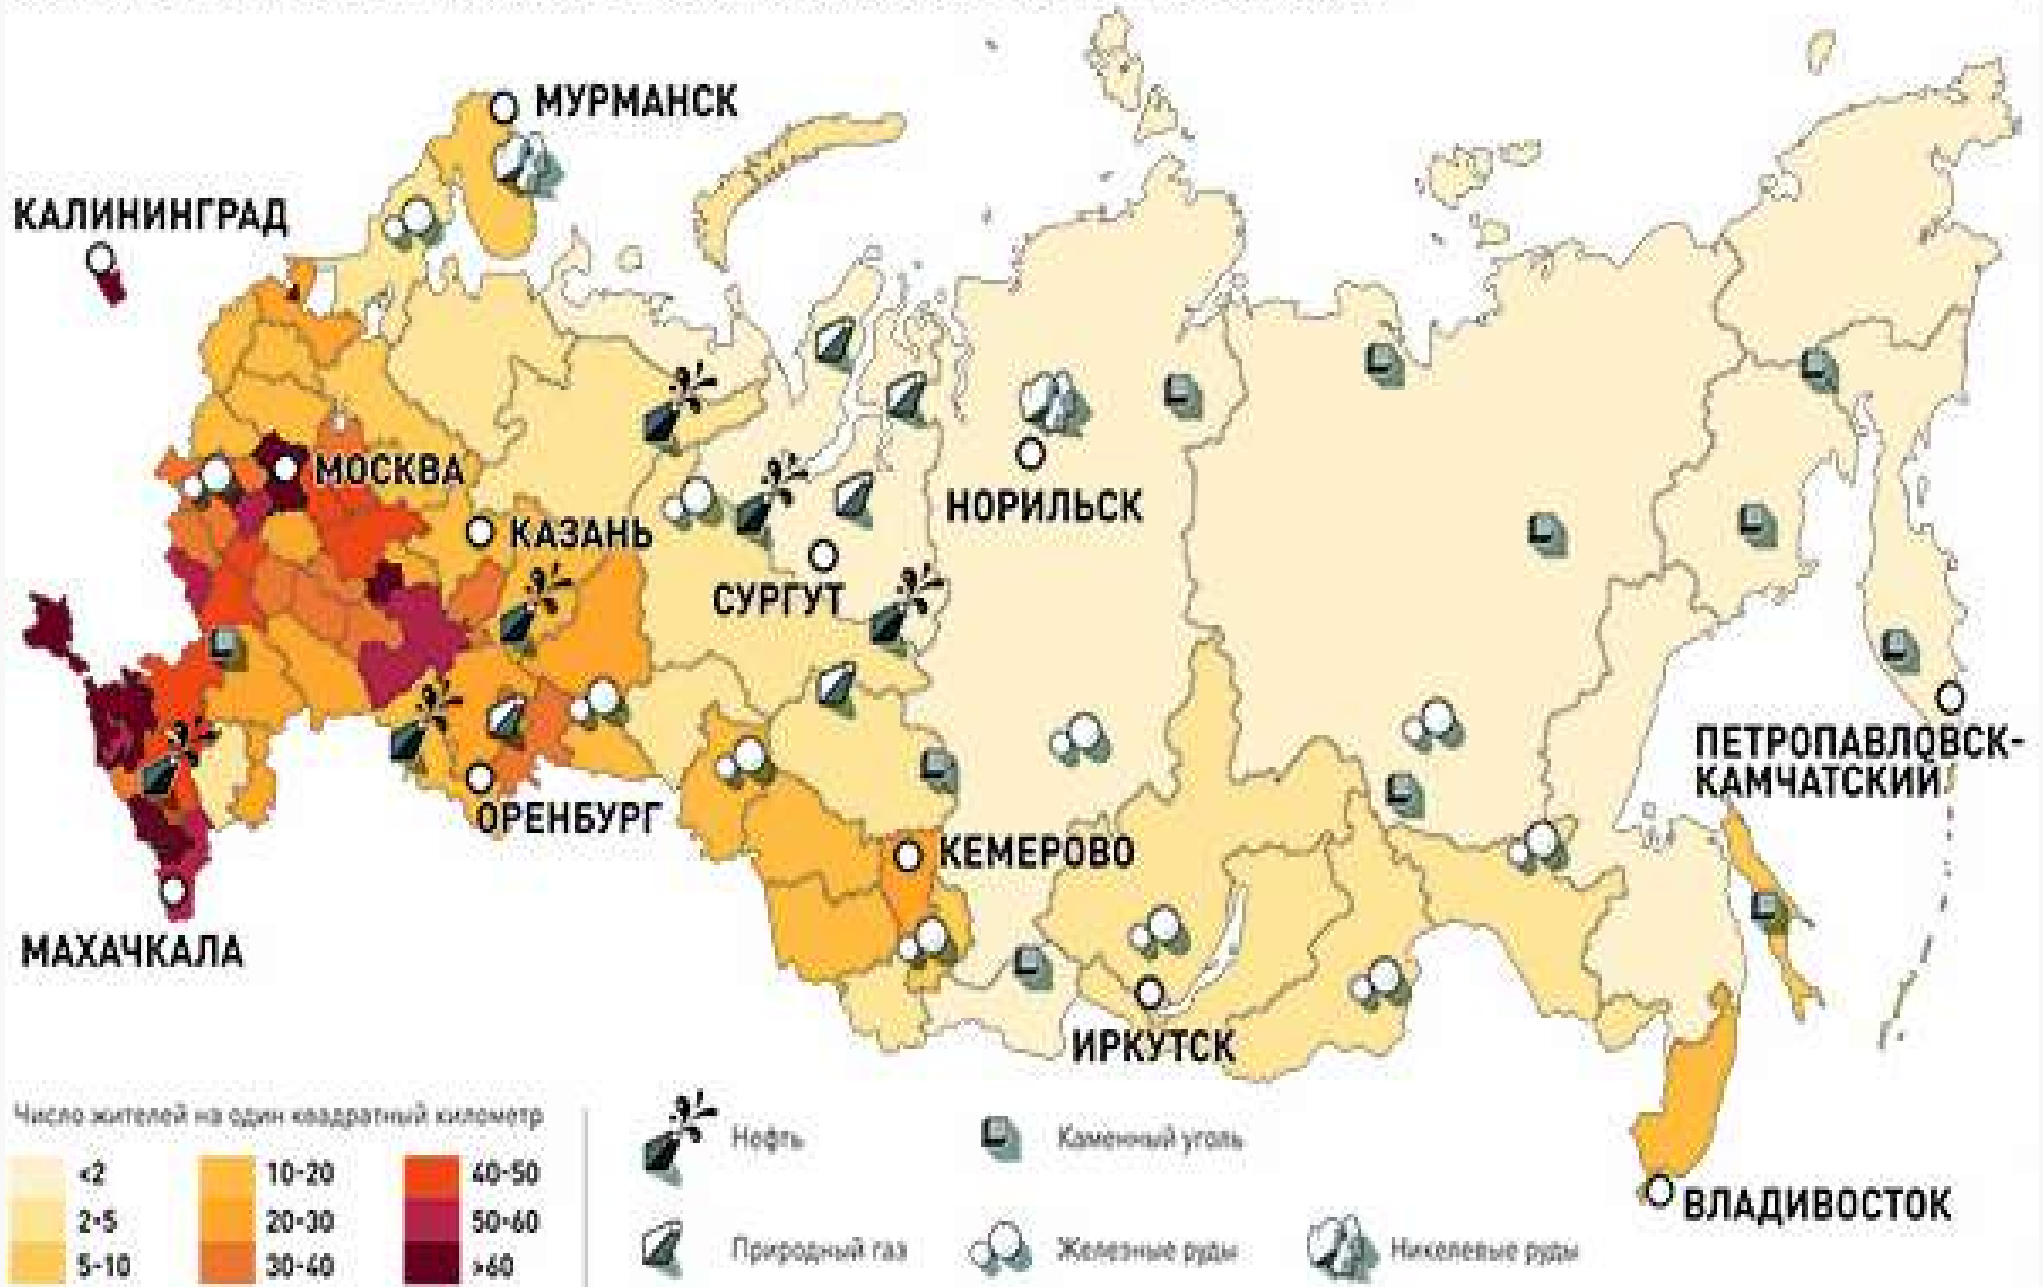 МУРМАНСК
КАЛИНИНГРАД
МОСКВА
НОРИЛЬСК
КАЗАНЬ
СУРГУТ
ПЕТРОПАВЛОВСК-
КАМЧАТСКИЙ
ОРЕНБУРГ
КЕМЕРОВО
МАХАЧКАЛА
ИРКУТСК
ВЛАДИВОСТОК
Число жителей на один квадратный километр
<2
2-5
5-10
10-20
20-30
30-40
40-50
50-60
>60
Нефть
Природный газ
Каменный уголь
Железные руды
Никелевые руды